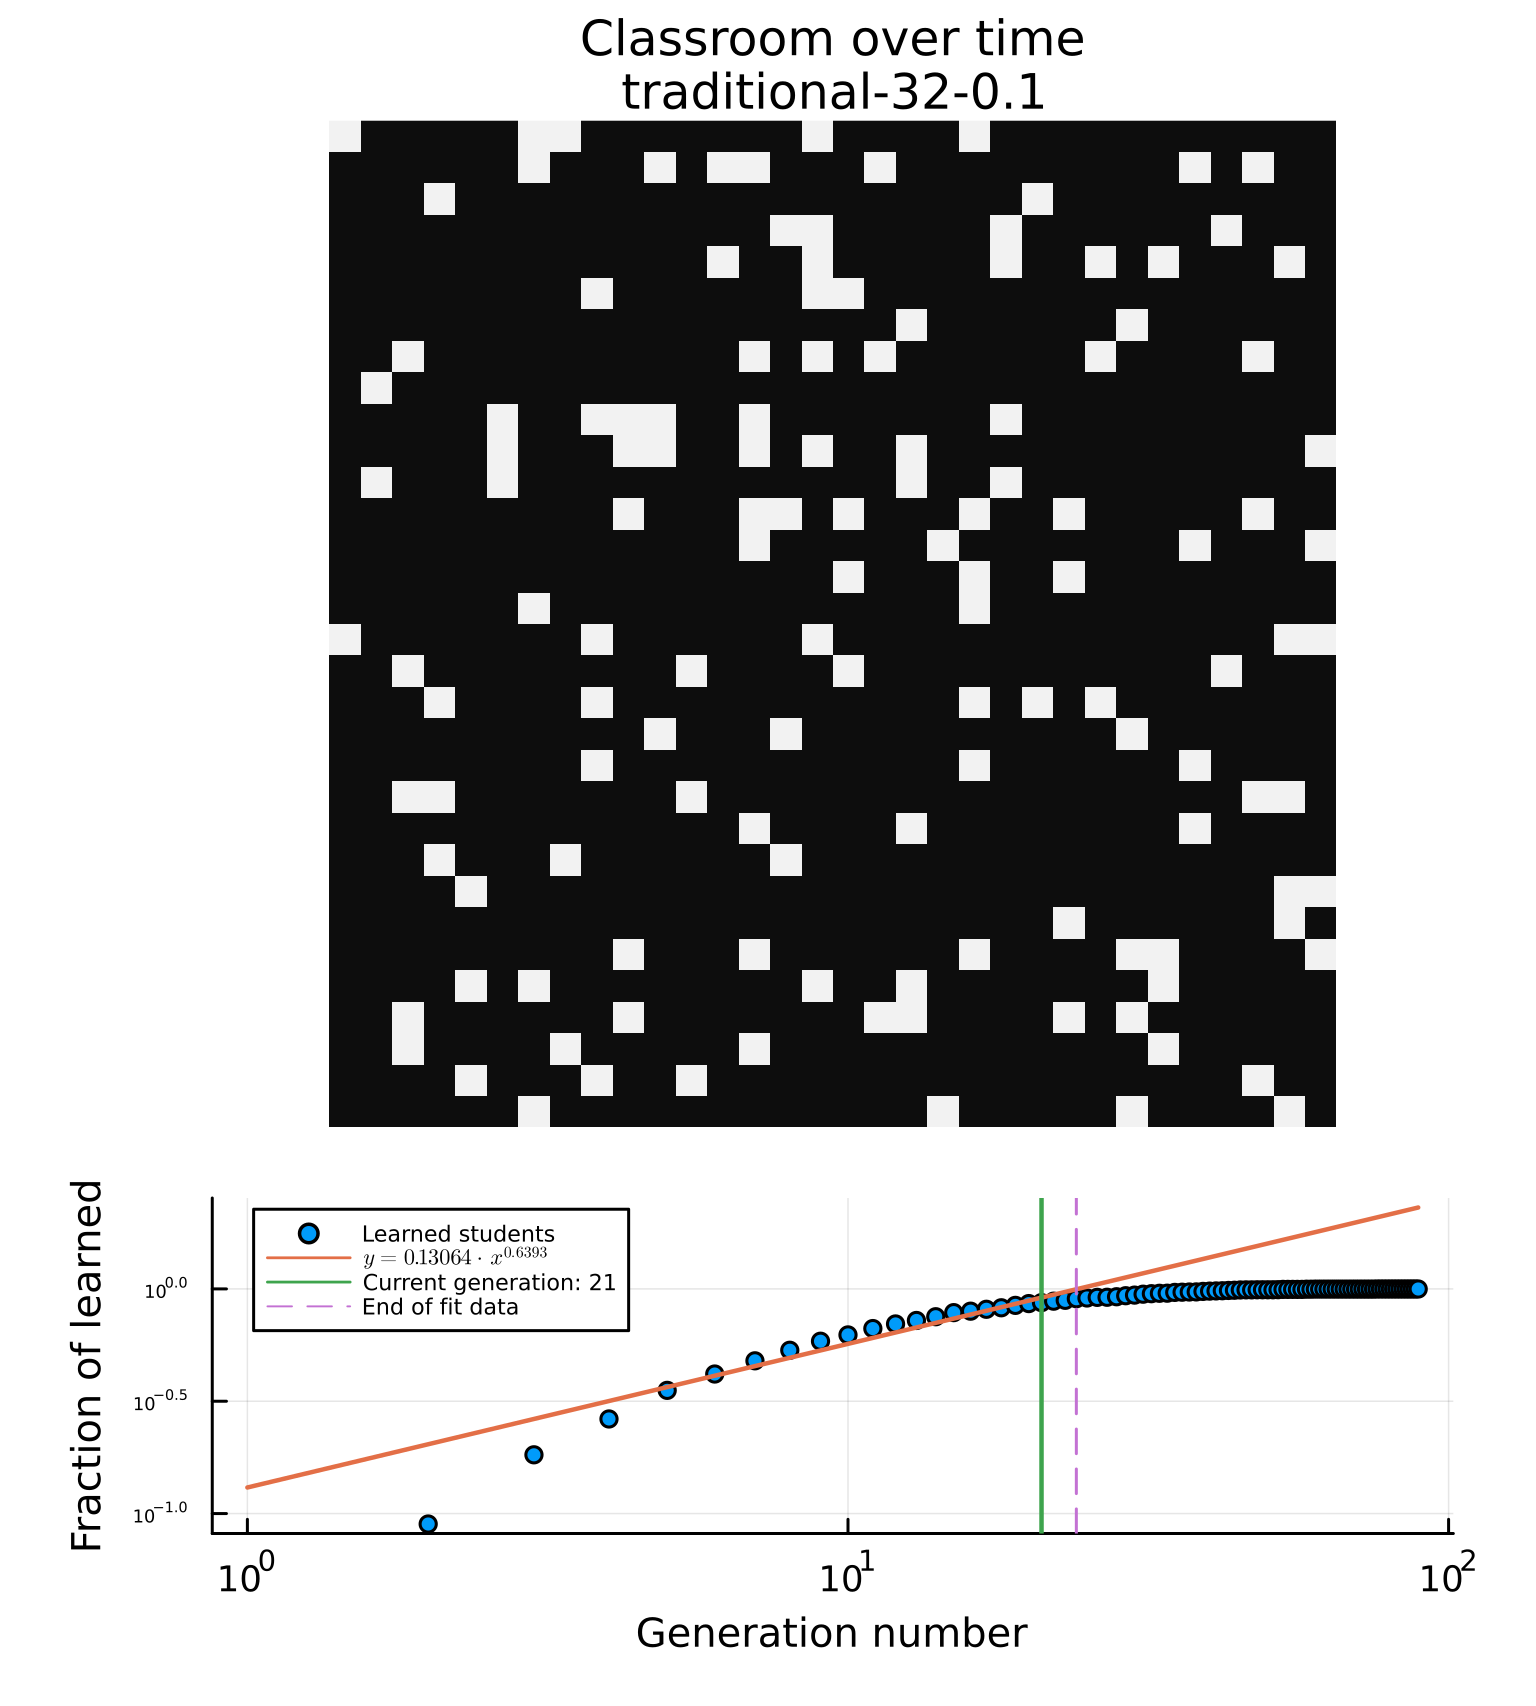 Classroom over time
traditional-32-0.1
Fraction of learned
Learned students
y = 0.13064 · x^0.6393
Current generation: 21
End of fit data
10^0.0
10^−0.5
10^−1.0
10^0
10^1
10^2
Generation number